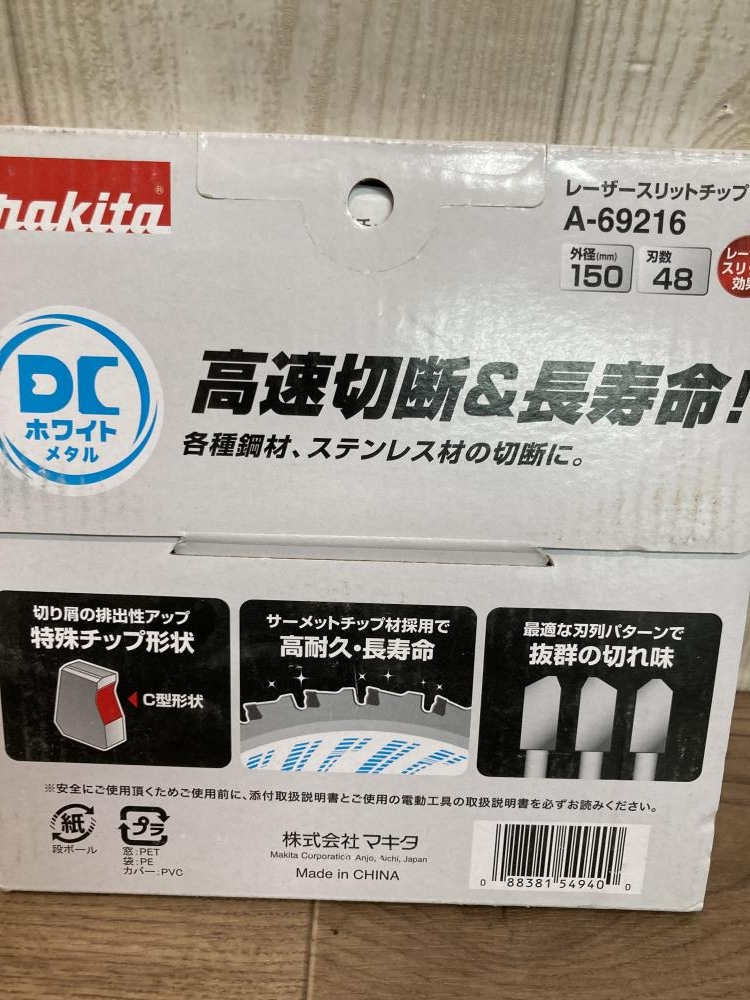 makita®
レーザースリットチップ
A-69216
外径(mm) 刃数
150 48
レー
スリッ
効果
チ
DC
ホワイト
メタル
高速切断&長寿命!
各種鋼材、ステンレス材の切断に。
切り屑の排出性アップ
特殊チップ形状
C型形状
サーメットチップ材採用で
高耐久・長寿命
最適な刃列パターンで
抜群の切れ味
※安全にご使用頂くためご使用前に、添付取扱説明書とご使用の電動工具の取扱説明書を必ずお読みください。
紙
段ボール
プラ
窓:PET
袋:PE
カバー:PVC
株式会社マキタ
Makita Corporation Anjo, Aichi, Japan
Made in CHINA
0 88381 54940 0